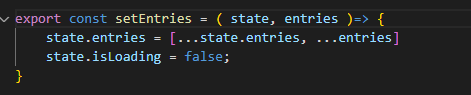 export const setEntries = ( state, entries )=> {
    state.entries = [...state.entries, ...entries]
    state.isLoading = false;
}